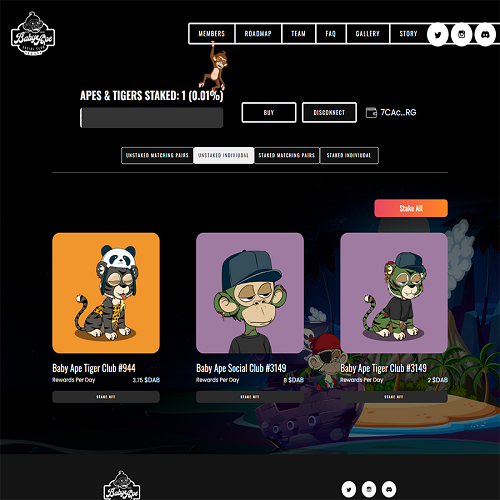 Baby Ape
SOCIAL CLUB
MEMBERS
ROADMAP
TEAM
FAQ
GALLERY
STORY
APES & TIGERS STAKED: 1 (0.01%)
BUY
DISCONNECT
7CAc...RG
UNSTAKED MATCHING PAIRS
UNSTAKED INDIVIUDAL
STAKED MATCHING PAIRS
STAKED INDIVIUDAL
Stake All
Baby Ape Tiger Club #944
Rewards Per Day
3.75 $DAB
STAKE NFT
Baby Ape Social Club #3149
Rewards Per Day
8 $DAB
STAKE NFT
Baby Ape Tiger Club #3149
Rewards Per Day
2 $DAB
STAKE NFT
Baby Ape